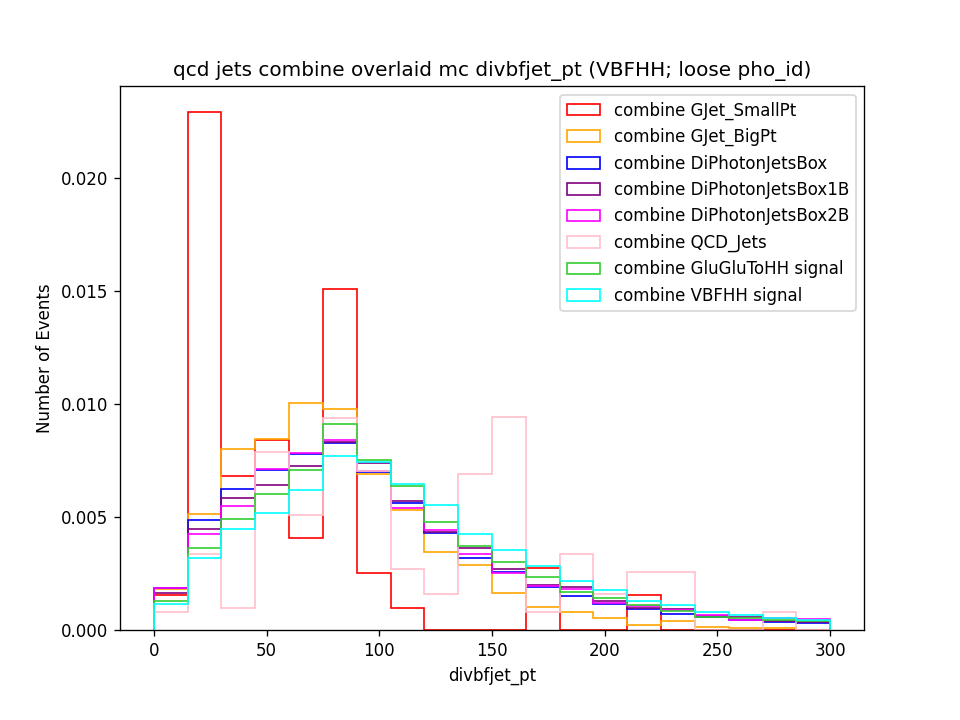 qcd jets combine overlaid mc divbfjet_pt (VBFHH; loose pho_id)
combine GJet_SmallPt
combine GJet_BigPt
combine DiPhotonJetsBox
combine DiPhotonJetsBox1B
combine DiPhotonJetsBox2B
combine QCD_Jets
combine GluGluToHH signal
combine VBFHH signal
Number of Events
0.020
0.015
0.010
0.005
0.000
0 50 100 150 200 250 300
divbfjet_pt